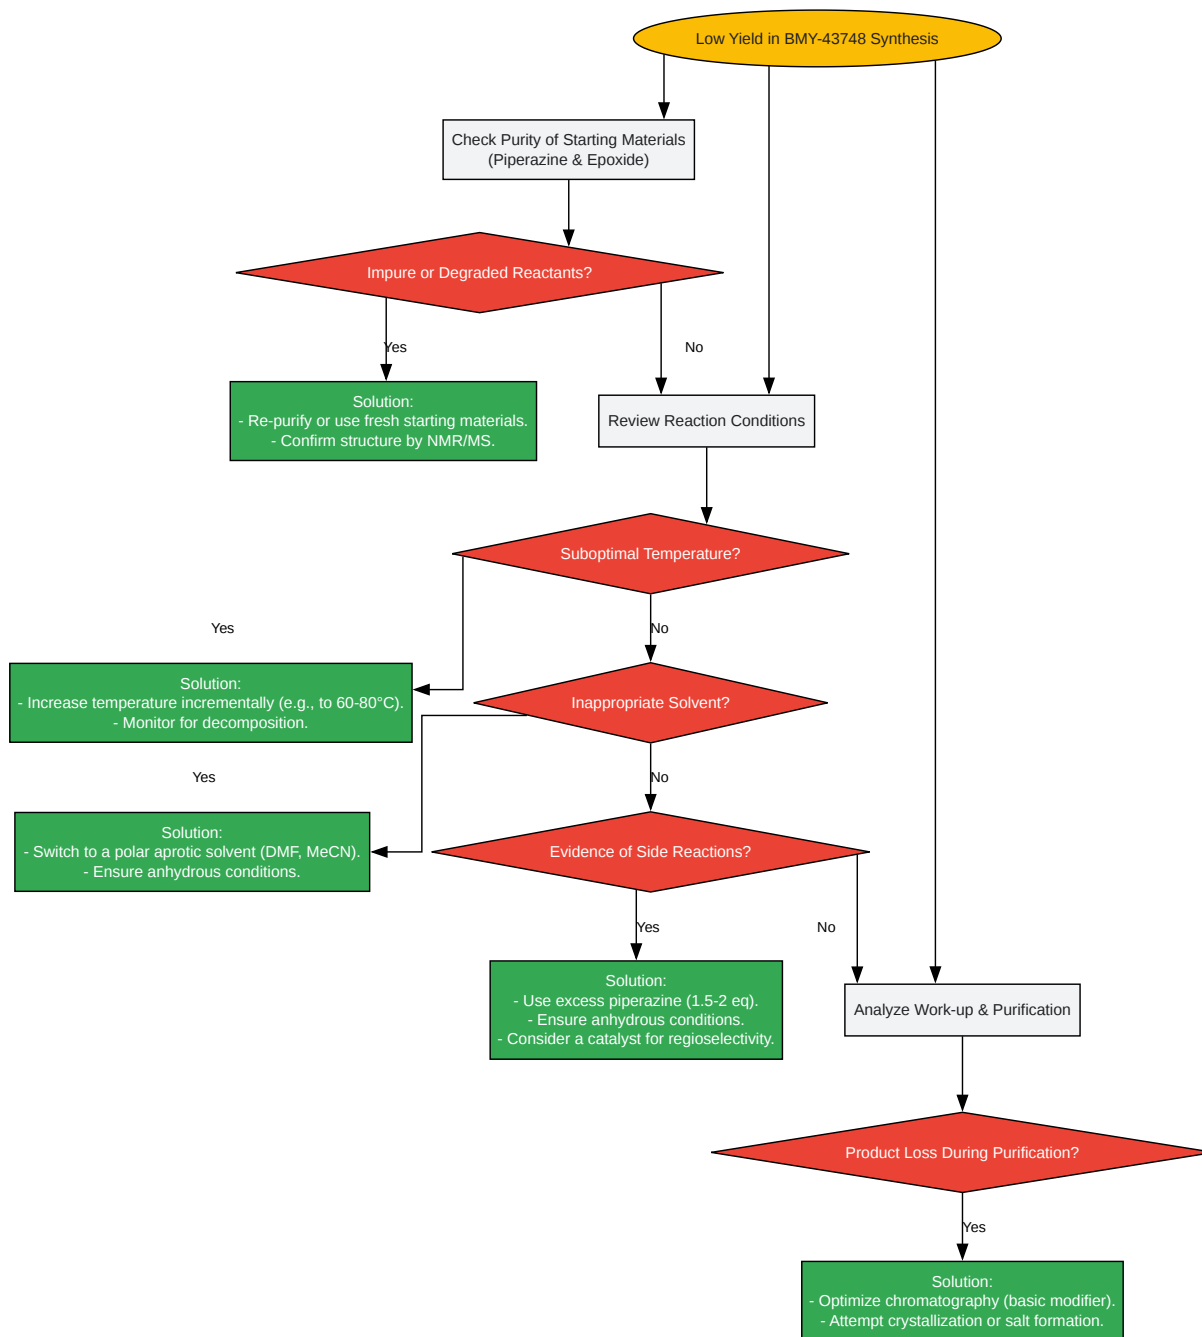 Low Yield in BMY-43748 Synthesis
Check Purity of Starting Materials
(Piperazine & Epoxide)
Impure or Degraded Reactants?
Yes
No
Solution:
- Re-purify or use fresh starting materials.
- Confirm structure by NMR/MS.
Review Reaction Conditions
Suboptimal Temperature?
Yes
No
Solution:
- Increase temperature incrementally (e.g., to 60-80°C).
- Monitor for decomposition.
Inappropriate Solvent?
Yes
No
Solution:
- Switch to a polar aprotic solvent (DMF, MeCN).
- Ensure anhydrous conditions.
Evidence of Side Reactions?
Yes
No
Solution:
- Use excess piperazine (1.5-2 eq).
- Ensure anhydrous conditions.
- Consider a catalyst for regioselectivity.
Analyze Work-up & Purification
Product Loss During Purification?
Yes
Solution:
- Optimize chromatography (basic modifier).
- Attempt crystallization or salt formation.